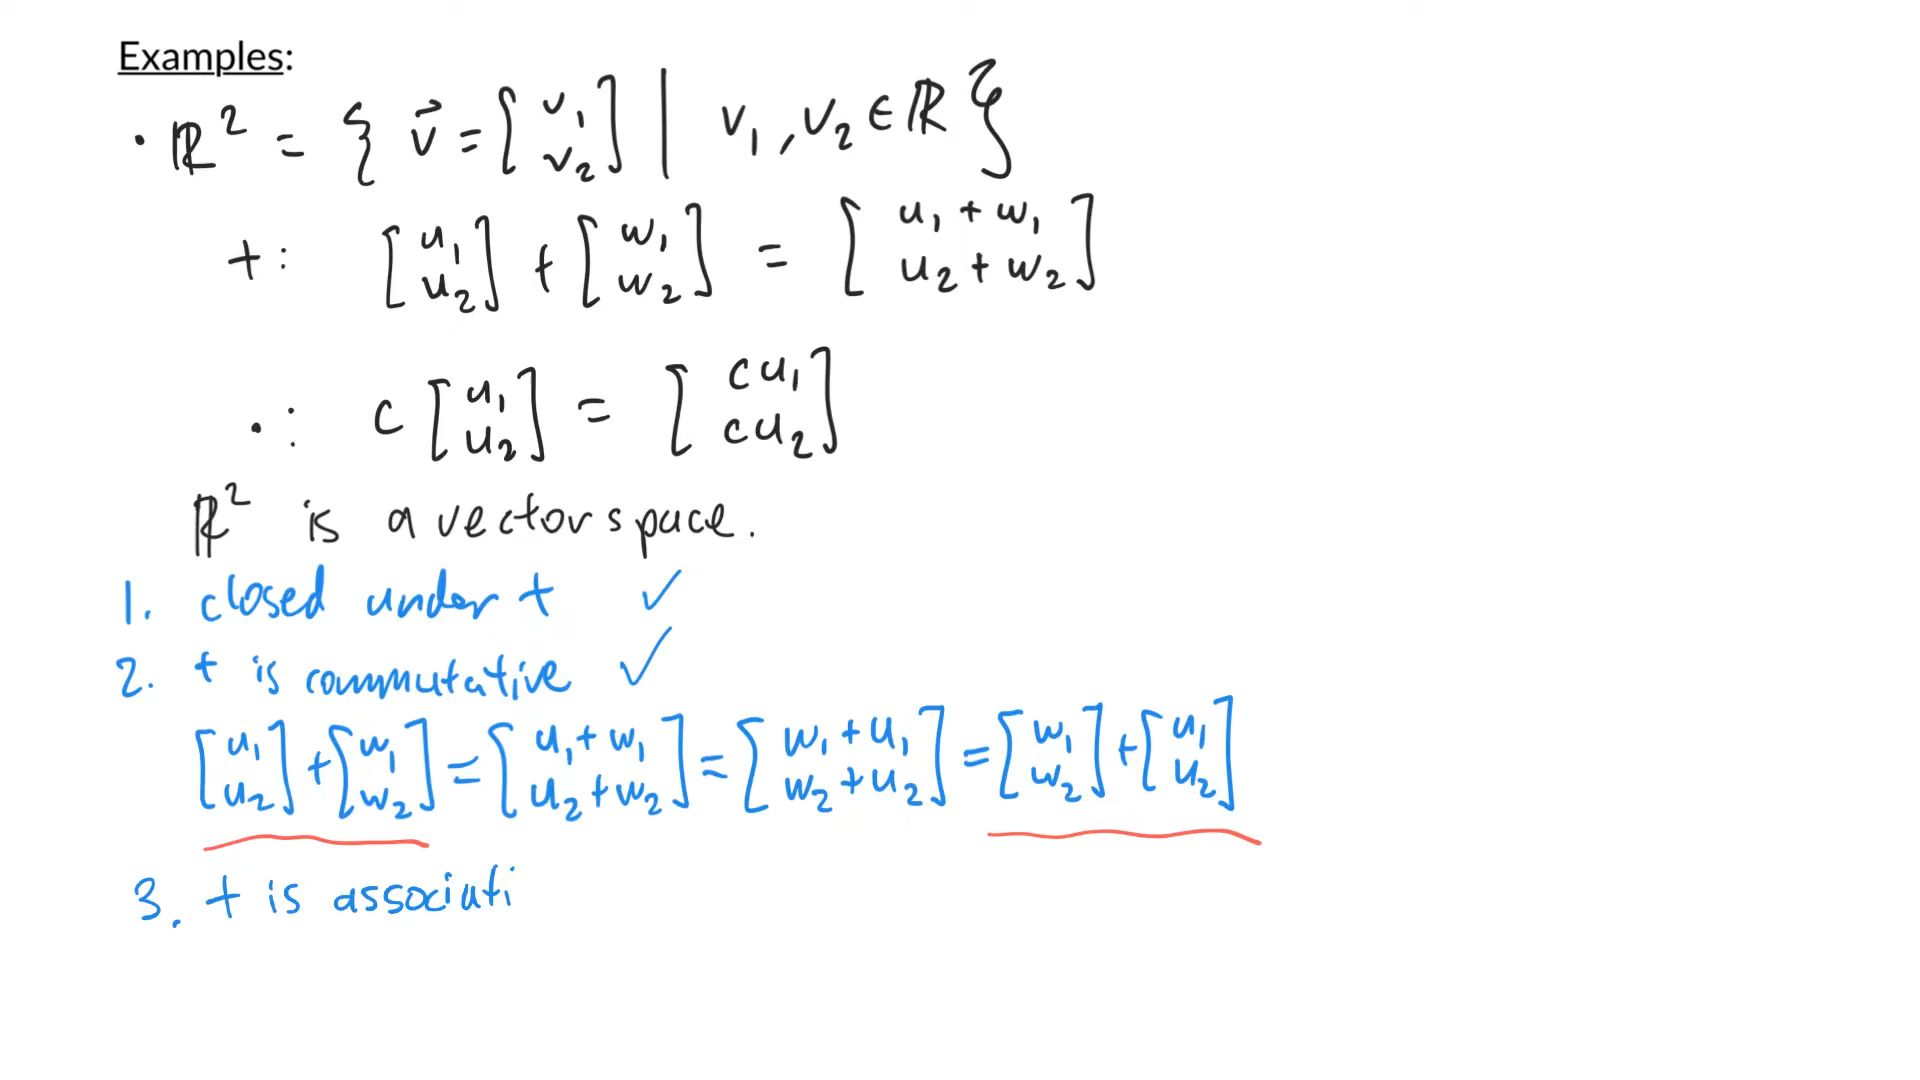 Examples:
• ℝ² = { v⃗ = [v₁ v₂] | v₁, v₂ ∈ ℝ }
+: [u₁ u₂] + [w₁ w₂] = [u₁ + w₁ u₂ + w₂]
• : c [u₁ u₂] = [cu₁ cu₂]
ℝ² is a vector space.
1. closed under + ✓
2. + is commutative ✓
[u₁ u₂] + [w₁ w₂] = [u₁ + w₁ u₂ + w₂] = [w₁ + u₁ w₂ + u₂] = [w₁ w₂] + [u₁ u₂]
3. + is associati